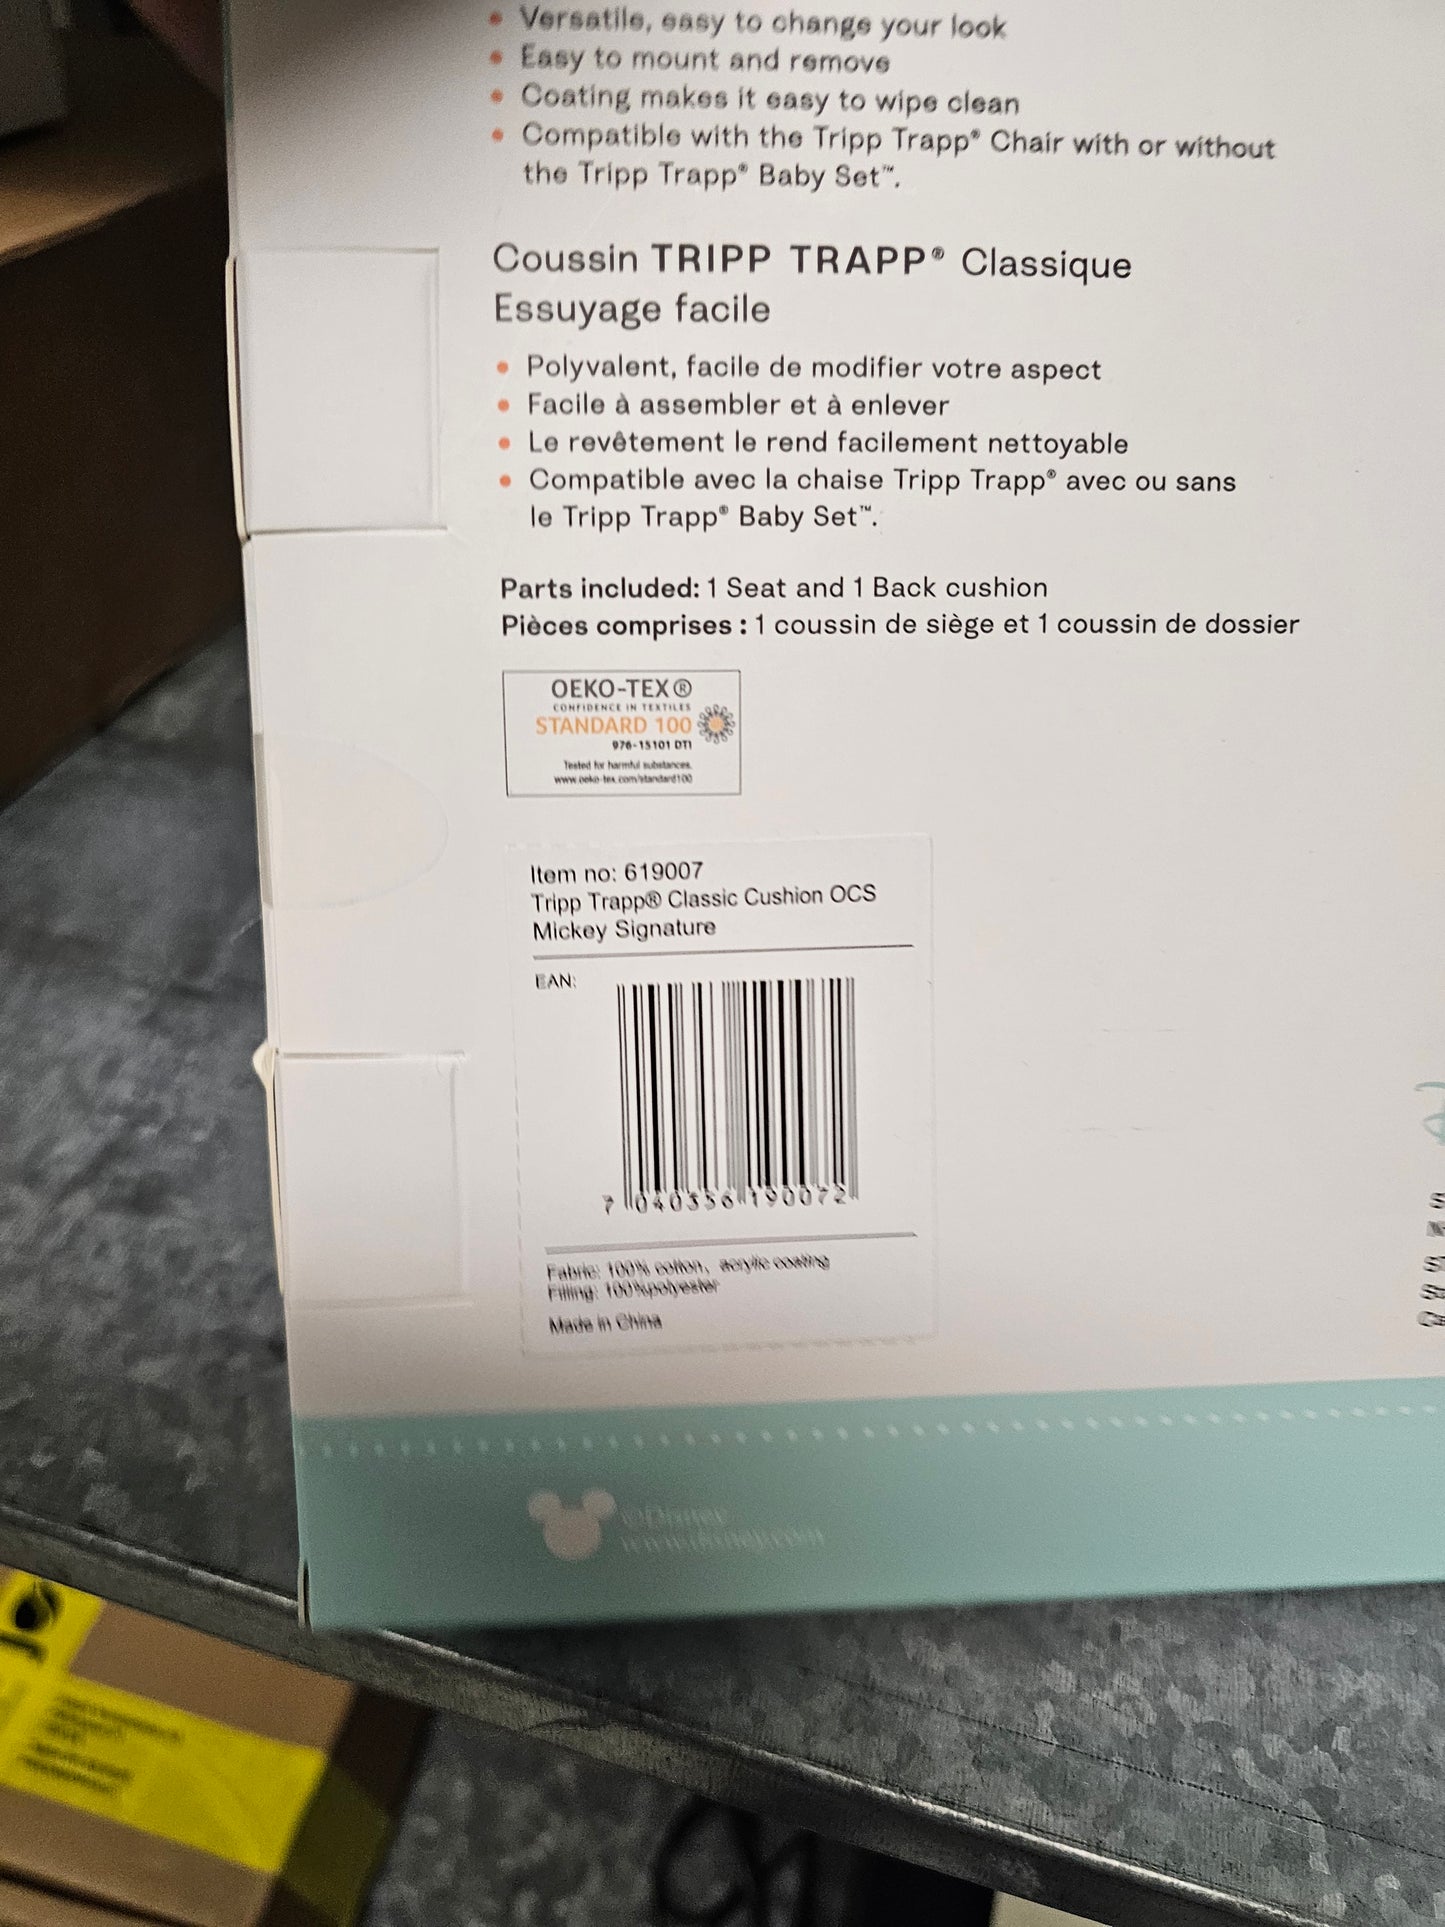 • Versatile, easy to change your look
• Easy to mount and remove
• Coating makes it easy to wipe clean
• Compatible with the Tripp Trapp® Chair with or without
the Tripp Trapp® Baby Set™.
Coussin TRIPP TRAPP® Classique
Essuyage facile
• Polyvalent, facile de modifier votre aspect
• Facile à assembler et à enlever
• Le revêtement le rend facilement nettoyable
• Compatible avec la chaise Tripp Trapp® avec ou sans
le Tripp Trapp® Baby Set™.
Parts included: 1 Seat and 1 Back cushion
Pièces comprises : 1 coussin de siège et 1 coussin de dossier
OEKO-TEX®
CONFIDENCE IN TEXTILES
STANDARD 100
976-15101 DTI
Tested for harmful substances.
www.oeko-tex.com/standard100
Item no: 619007
Tripp Trapp® Classic Cushion OCS
Mickey Signature
EAN:
7 040356 190072
Fabric: 100% cotton, acrylic coating
Filling: 100%polyester
Made in China
©Disney
www.disney.com